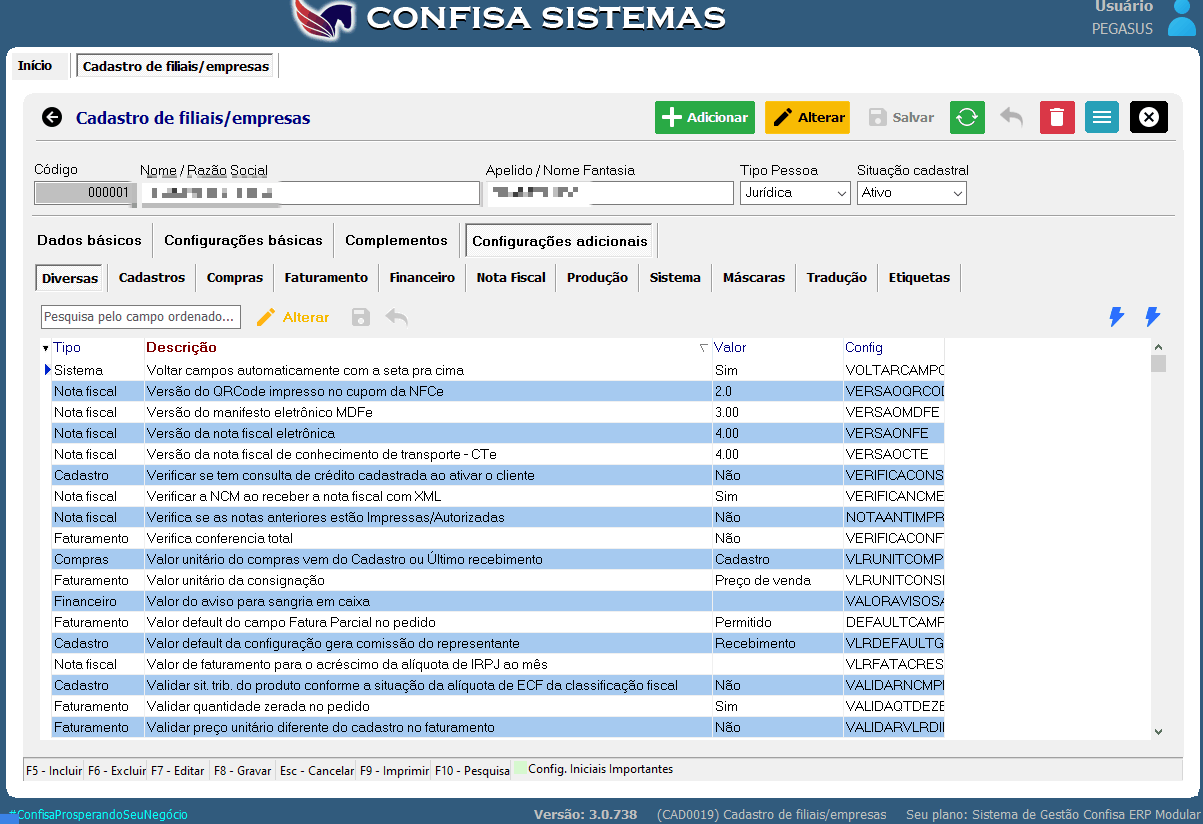 CONFISA SISTEMAS
Usuário
PEGASUS
Início Cadastro de filiais/empresas
Cadastro de filiais/empresas Adicionar Alterar Salvar
Código Nome / Razão Social Apelido / Nome Fantasia Tipo Pessoa Situação cadastral
000001 Jurídica Ativo
Dados básicos Configurações básicas Complementos Configurações adicionais
Diversas Cadastros Compras Faturamento Financeiro Nota Fiscal Produção Sistema Máscaras Tradução Etiquetas
Pesquisa pelo campo ordenado... Alterar
Tipo Descrição Valor Config
Sistema Voltar campos automaticamente com a seta pra cima Sim VOLTARCAMPO
Nota fiscal Versão do QRCode impresso no cupom da NFCe 2.0 VERSAOQRCOD
Nota fiscal Versão do manifesto eletrônico MDFe 3.00 VERSAOMDFE
Nota fiscal Versão da nota fiscal eletrônica 4.00 VERSAONFE
Nota fiscal Versão da nota fiscal de conhecimento de transporte - CTe 4.00 VERSAOCTE
Cadastro Verificar se tem consulta de crédito cadastrada ao ativar o cliente Não VERIFICACONS
Nota fiscal Verificar a NCM ao receber a nota fiscal com XML Sim VERIFICANCME
Nota fiscal Verifica se as notas anteriores estão Impressas/Autorizadas Não NOTAANTIMPR
Faturamento Verifica conferencia total Não VERIFICACONF
Compras Valor unitário do compras vem do Cadastro ou Último recebimento Cadastro VLRUNITCOMP
Faturamento Valor unitário da consignação Preço de venda VLRUNITCONSI
Financeiro Valor do aviso para sangria em caixa VALORAVISOSA
Faturamento Valor default do campo Fatura Parcial no pedido Permitido DEFAULTCAMP
Cadastro Valor default da configuração gera comissão do representante Recebimento VLRDEFAULTG
Nota fiscal Valor de faturamento para o acréscimo da alíquota de IRPJ ao mês VLRFATACRES
Cadastro Validar sit. trib. do produto conforme a situação da alíquota de ECF da classificação fiscal Não VALIDARNCMPI
Faturamento Validar quantidade zerada no pedido Sim VALIDAQTDEZE
Faturamento Validar preço unitário diferente do cadastro no faturamento Não VALIDARVLRDI
F5 - Incluir F6 - Excluir F7 - Editar F8 - Gravar Esc - Cancelar F9 - Imprimir F10 - Pesquisa Config. Iniciais Importantes
#ConfisaProsperandoSeuNegócio Versão: 3.0.738 (CAD0019) Cadastro de filiais/empresas Seu plano: Sistema de Gestão Confisa ERP Modular